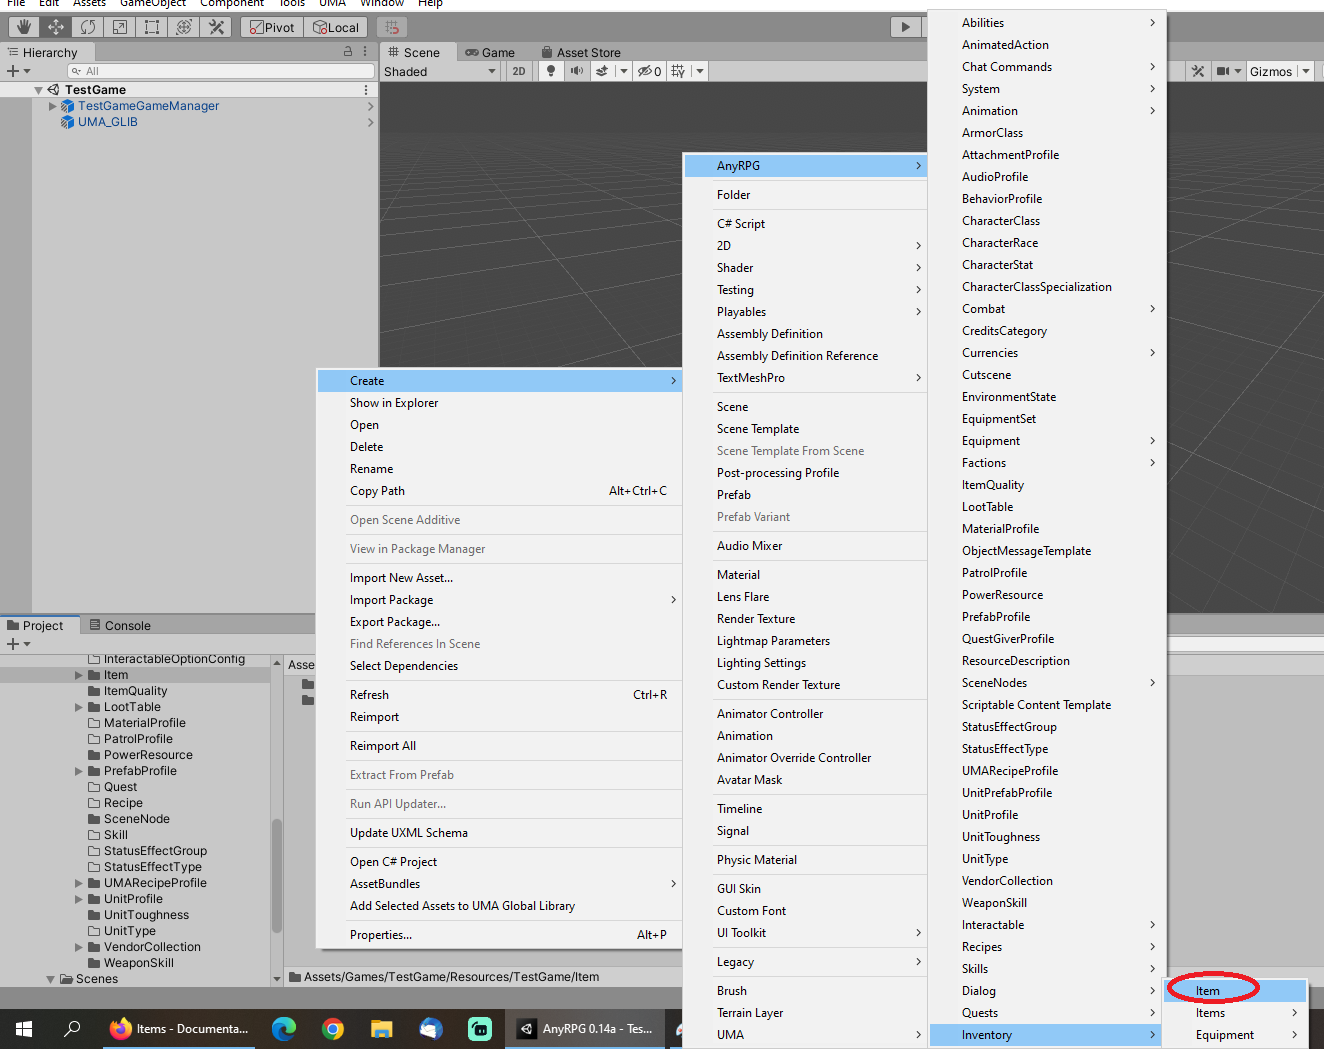 File Edit Assets GameObject Component Tools UMA Window Help
Pivot Local
Hierarchy
All
TestGame
TestGameGameManager
UMA_GLIB
Scene Game Asset Store
Shaded 2D 0 Gizmos
Project Console
InteractableOptionConfig
Item
ItemQuality
LootTable
MaterialProfile
PatrolProfile
PowerResource
PrefabProfile
Quest
Recipe
SceneNode
Skill
StatusEffectGroup
StatusEffectType
UMARecipeProfile
UnitProfile
UnitToughness
UnitType
VendorCollection
WeaponSkill
Scenes
Asse
Assets/Games/TestGame/Resources/TestGame/Item
Create
Show in Explorer
Open
Delete
Rename
Copy Path Alt+Ctrl+C
Open Scene Additive
View in Package Manager
Import New Asset...
Import Package
Export Package...
Find References In Scene
Select Dependencies
Refresh Ctrl+R
Reimport
Reimport All
Extract From Prefab
Run API Updater...
Update UXML Schema
Open C# Project
AssetBundles
Add Selected Assets to UMA Global Library
Properties... Alt+P
AnyRPG
Folder
C# Script
2D
Shader
Testing
Playables
Assembly Definition
Assembly Definition Reference
TextMeshPro
Scene
Scene Template
Scene Template From Scene
Post-processing Profile
Prefab
Prefab Variant
Audio Mixer
Material
Lens Flare
Render Texture
Lightmap Parameters
Lighting Settings
Custom Render Texture
Animator Controller
Animation
Animator Override Controller
Avatar Mask
Timeline
Signal
Physic Material
GUI Skin
Custom Font
UI Toolkit
Legacy
Brush
Terrain Layer
UMA
Abilities
AnimatedAction
Chat Commands
System
Animation
ArmorClass
AttachmentProfile
AudioProfile
BehaviorProfile
CharacterClass
CharacterRace
CharacterStat
CharacterClassSpecialization
Combat
CreditsCategory
Currencies
Cutscene
EnvironmentState
EquipmentSet
Equipment
Factions
ItemQuality
LootTable
MaterialProfile
ObjectMessageTemplate
PatrolProfile
PowerResource
PrefabProfile
QuestGiverProfile
ResourceDescription
SceneNodes
Scriptable Content Template
StatusEffectGroup
StatusEffectType
UMARecipeProfile
UnitPrefabProfile
UnitProfile
UnitToughness
UnitType
VendorCollection
WeaponSkill
Interactable
Recipes
Skills
Dialog
Quests
Inventory
Item
Items
Equipment
Items - Documenta...
AnyRPG 0.14a - Tes...